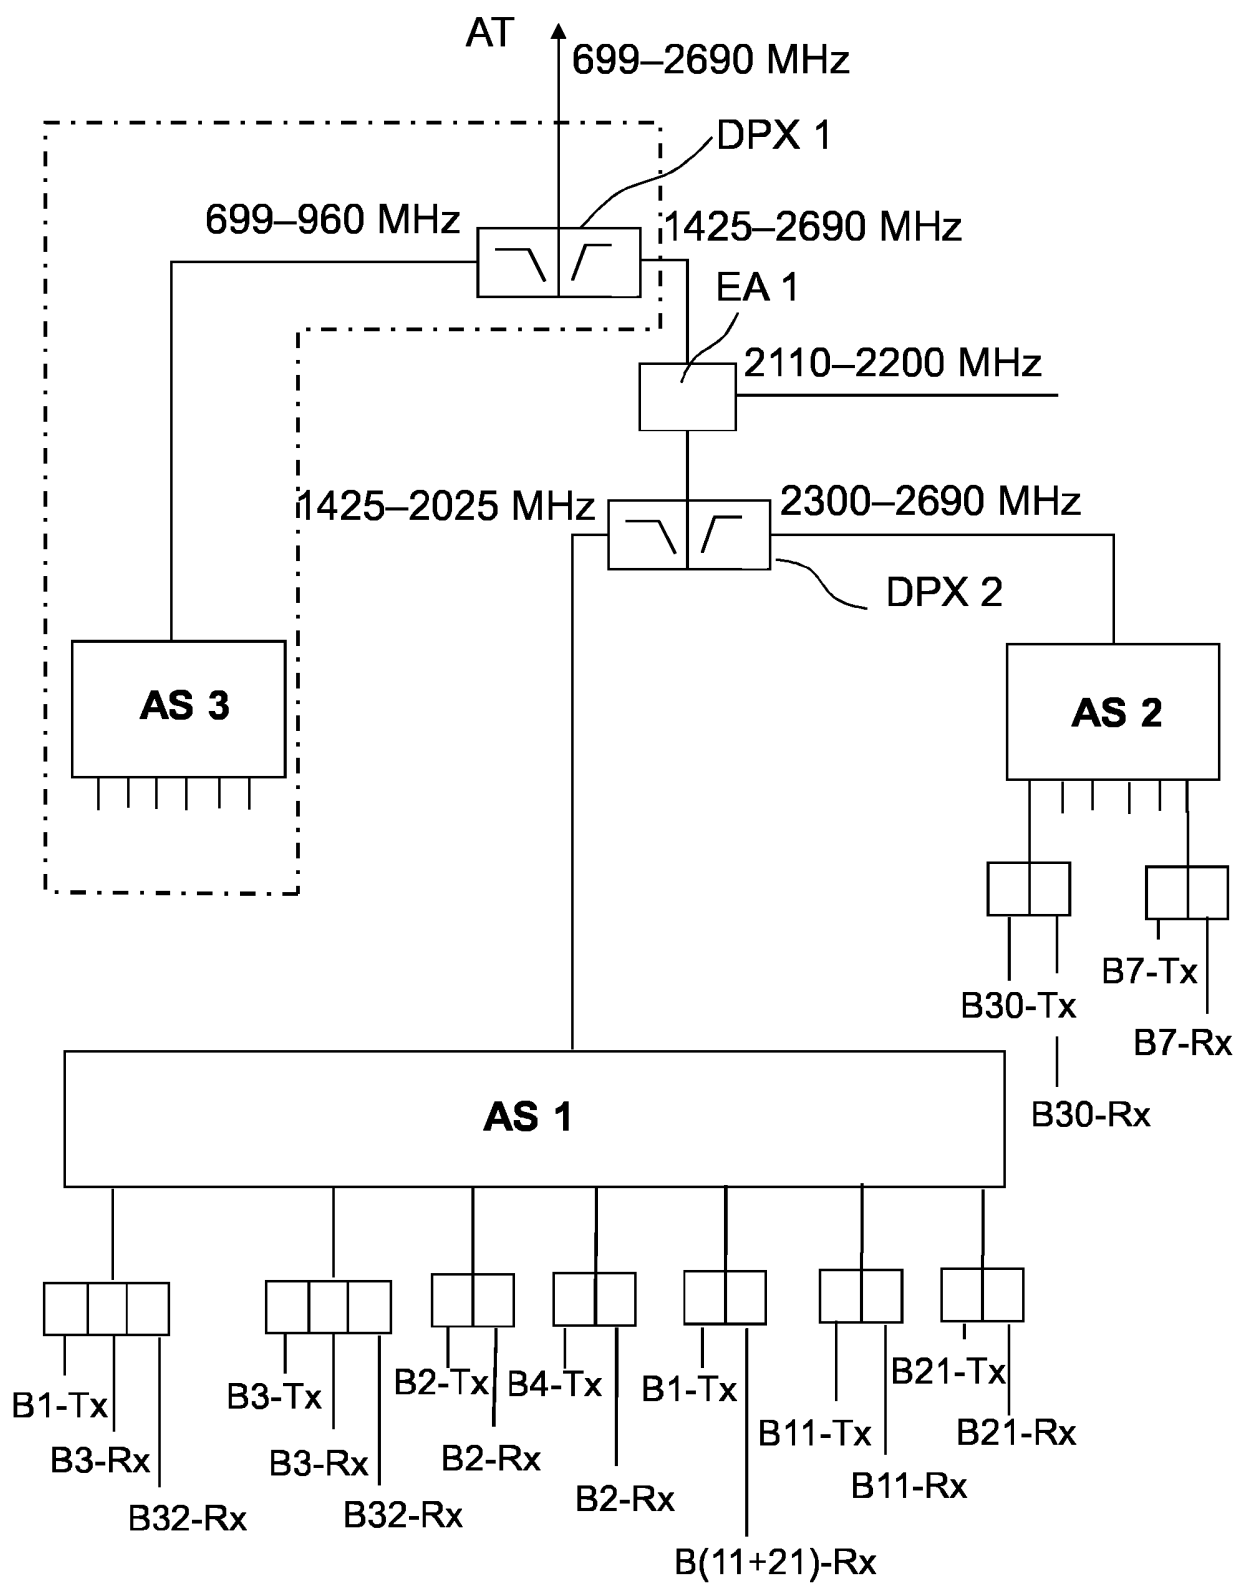 AT
699–2690 MHz
DPX 1
699–960 MHz
1425–2690 MHz
EA 1
2110–2200 MHz
1425–2025 MHz
2300–2690 MHz
DPX 2
AS 3
AS 2
B7-Tx
B30-Tx
B7-Rx
B30-Rx
AS 1
B1-Tx
B3-Rx
B32-Rx
B3-Tx
B3-Rx
B32-Rx
B2-Tx
B2-Rx
B4-Tx
B2-Rx
B1-Tx
B(11+21)-Rx
B11-Tx
B11-Rx
B21-Tx
B21-Rx